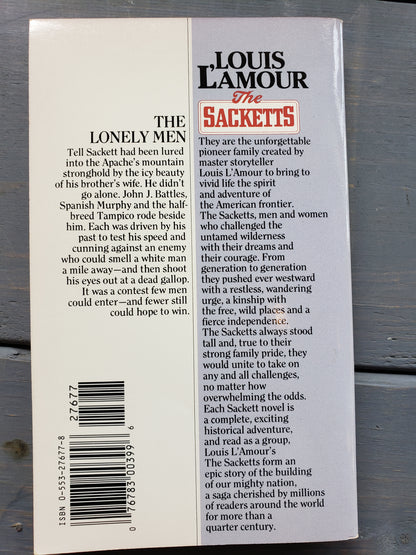 THE
LONELY MEN
Tell Sackett had been lured
into the Apache's mountain
stronghold by the icy beauty
of his brother's wife. He didn't
go alone. John J. Battles,
Spanish Murphy and the half-
breed Tampico rode beside
him. Each was driven by his
past to test his speed and
cunning against an enemy
who could smell a white man
a mile away—and then shoot
his eyes out at a dead gallop.
It was a contest few men
could enter—and fewer still
could hope to win.
27677
ISBN 0-553-27677-8
0 76783 00399 6
LOUIS
L'AMOUR
The
SACKETTS
They are the unforgettable
pioneer family created by
master storyteller
Louis L'Amour to bring to
vivid life the spirit
and adventure of
the American frontier.
The Sacketts, men and women
who challenged the
untamed wilderness
with their dreams and
their courage. From
generation to generation
they pushed ever westward
with a restless, wandering
urge, a kinship with
the free, wild places and a
fierce independence.
The Sacketts always stood
tall and, true to their
strong family pride, they
would unite to take on
any and all challenges,
no matter how
overwhelming the odds.
Each Sackett novel is
a complete, exciting
historical adventure,
and read as a group,
Louis L'Amour's
The Sacketts form an
epic story of the building
of our mighty nation,
a saga cherished by millions
of readers around the world
for more than a
quarter century.